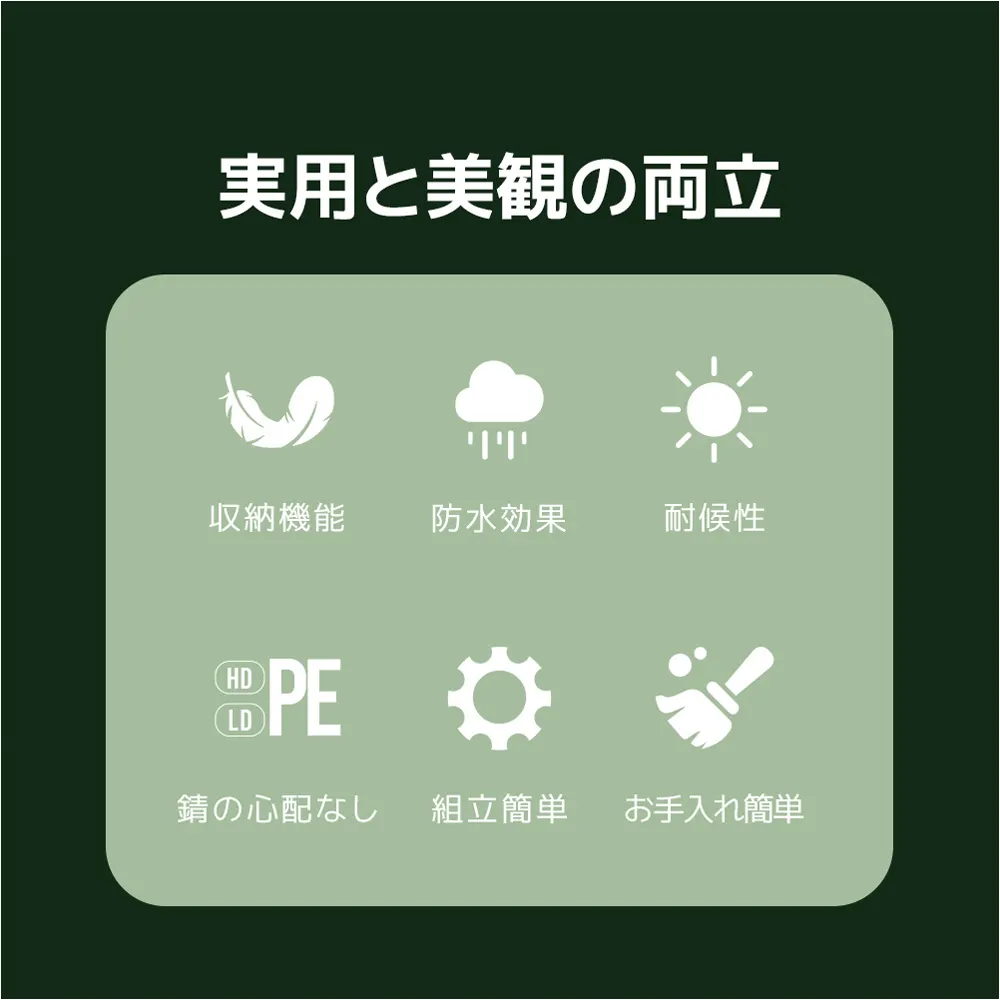 実用と美観の両立
収納機能
防水効果
耐候性
HD
LD
PE
錆の心配なし
組立簡単
お手入れ簡単